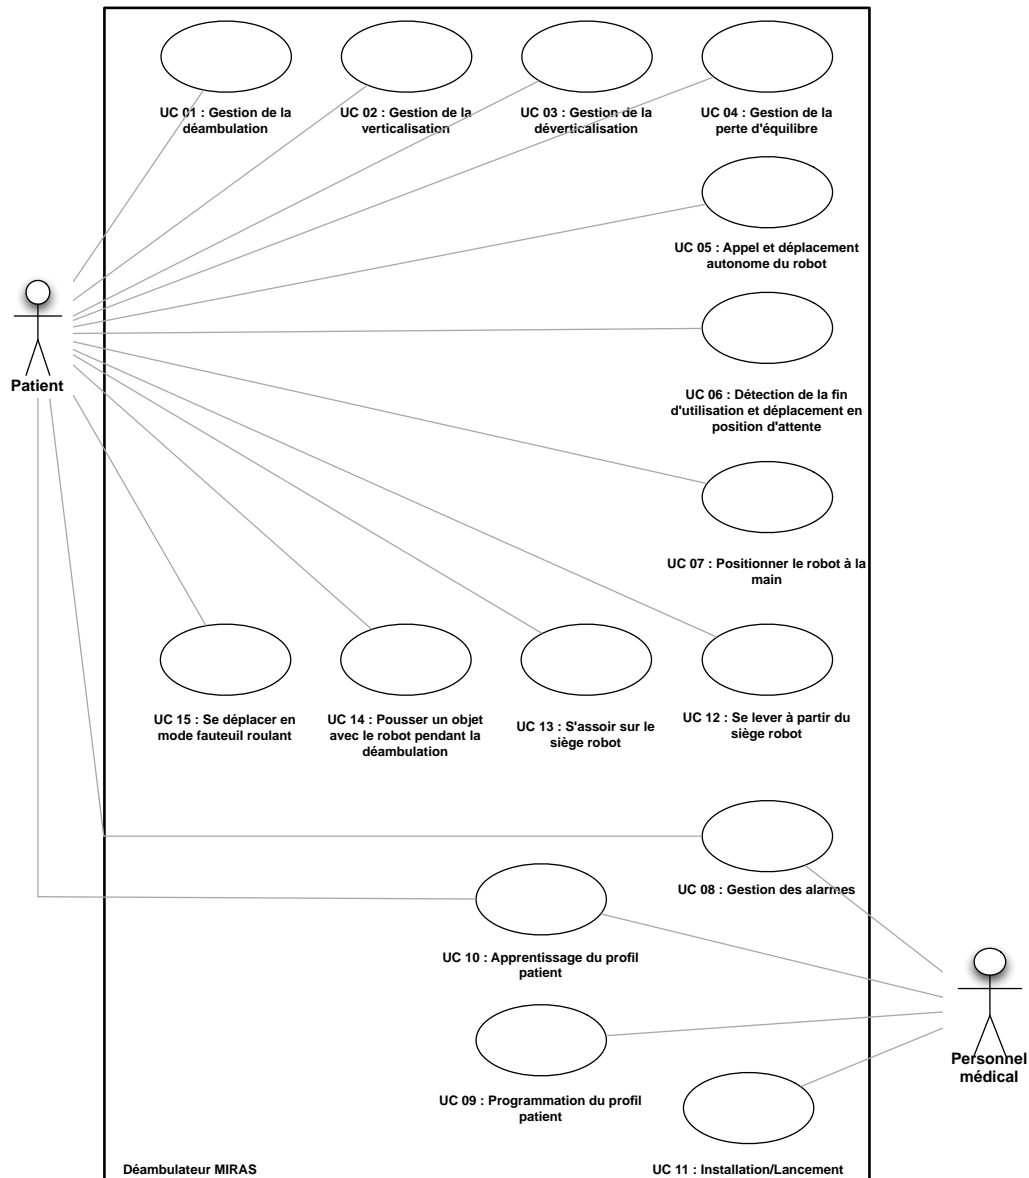 UC 01 : Gestion de la
déambulation
UC 02 : Gestion de la
verticalisation
UC 03 : Gestion de la
déverticalisation
UC 04 : Gestion de la
perte d'équilibre
UC 05 : Appel et déplacement
autonome du robot
Patient
UC 06 : Détection de la fin
d'utilisation et déplacement en
position d'attente
UC 07 : Positionner le robot à la
main
UC 15 : Se déplacer en
mode fauteuil roulant
UC 14 : Pousser un objet
avec le robot pendant la
déambulation
UC 13 : S'assoir sur le
siège robot
UC 12 : Se lever à partir du
siège robot
UC 08 : Gestion des alarmes
UC 10 : Apprentissage du profil
patient
Personnel
médical
UC 09 : Programmation du profil
patient
Déambulateur MIRAS
UC 11 : Installation/Lancement